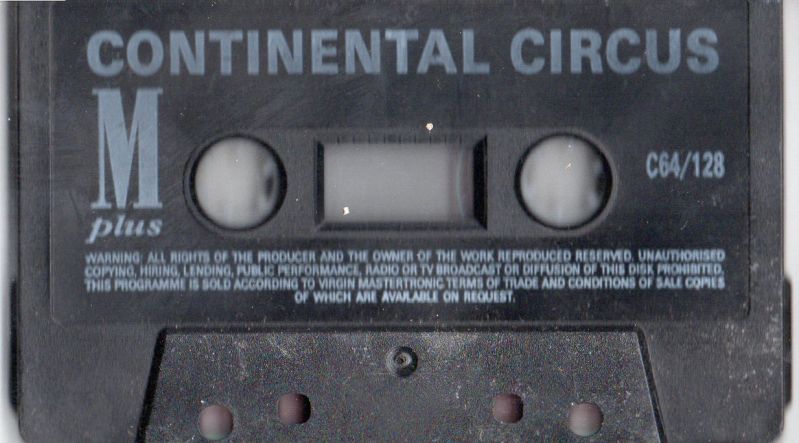 CONTINENTAL CIRCUS
M
plus
C64/128
WARNING: ALL RIGHTS OF THE PRODUCER AND THE OWNER OF THE WORK REPRODUCED RESERVED. UNAUTHORISED
COPYING, HIRING, LENDING, PUBLIC PERFORMANCE, RADIO OR TV BROADCAST OR DIFFUSION OF THIS DISK PROHIBITED.
THIS PROGRAMME IS SOLD ACCORDING TO VIRGIN MASTERTRONIC TERMS OF TRADE AND CONDITIONS OF SALE COPIES
OF WHICH ARE AVAILABLE ON REQUEST.